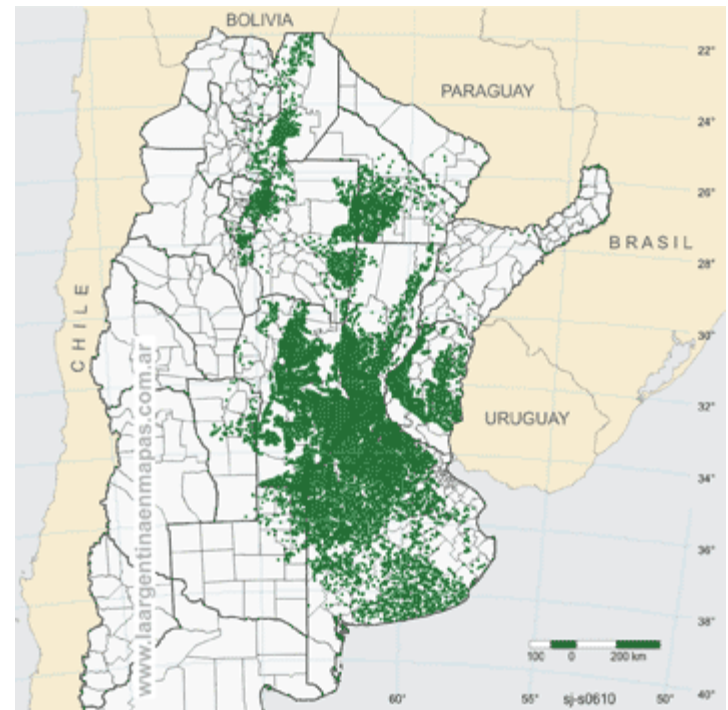 BOLIVIA
22°
PARAGUAY
24°
26°
BRASIL
28°
CHILE
30°
www.laargentinaenmapas.com.ar
32°
URUGUAY
34°
36°
38°
100 0 200 km
60° 55° sj-s0610 50° 40°